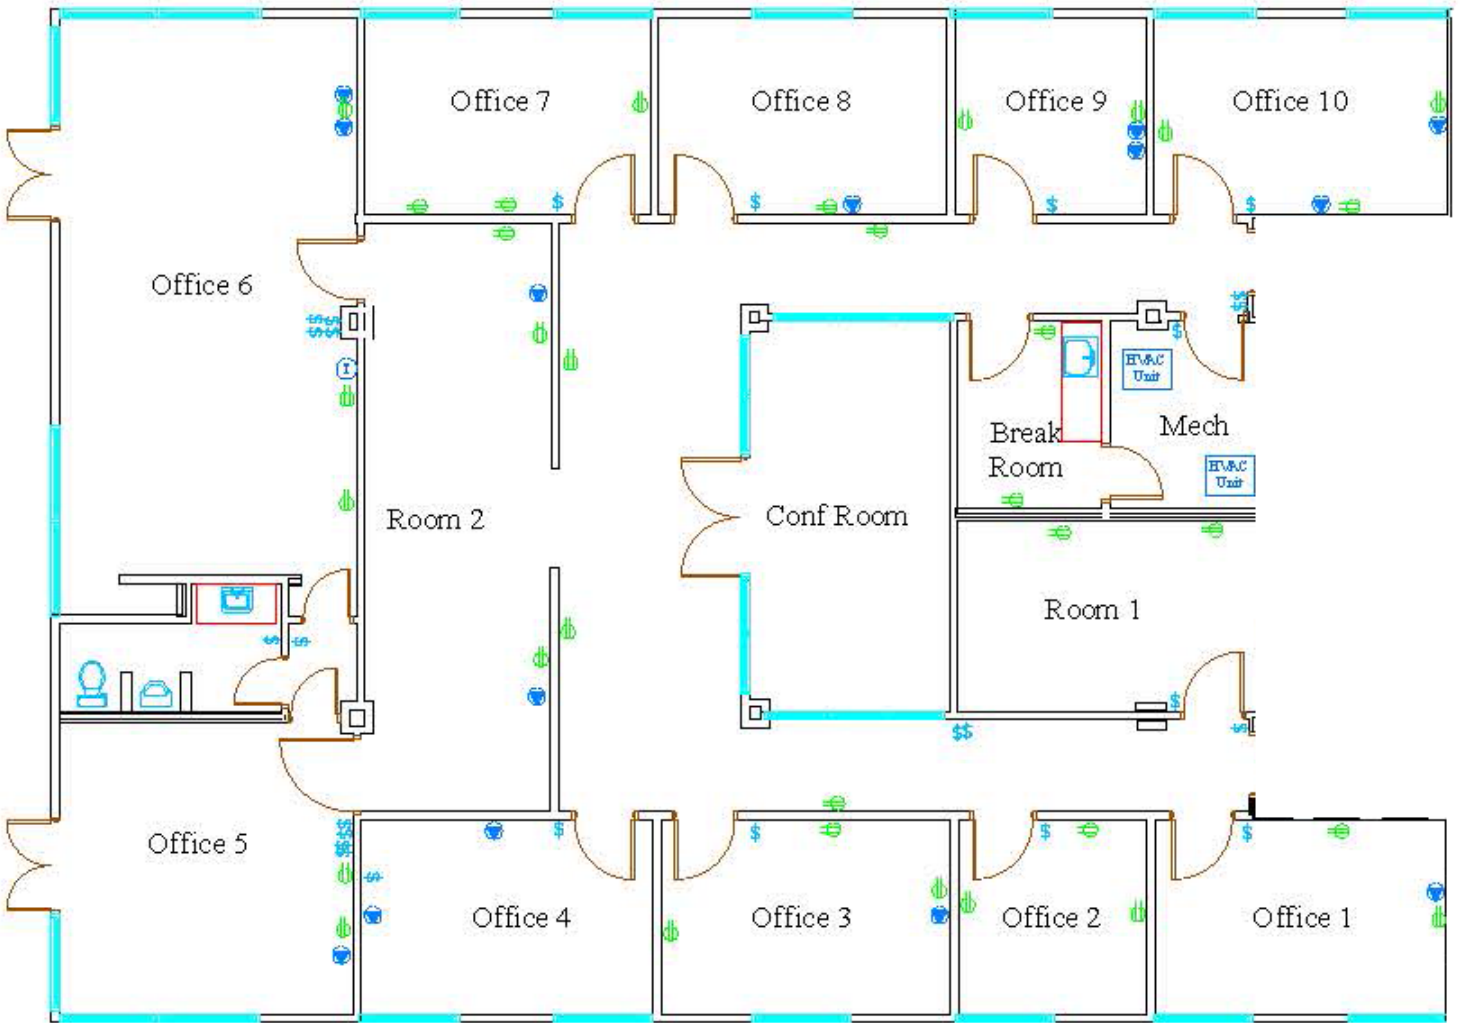 Office 7
Office 8
Office 9
Office 10
$
$
$
$
Office 6
$$
$$
$$
$
HVAC
Unit
Break
Room
Mech
HVAC
Unit
Room 2
Conf Room
I
Room 1
$
$
$
$$
$
Office 5
$$
$$
$
$
$
$
$
Office 4
Office 3
Office 2
Office 1